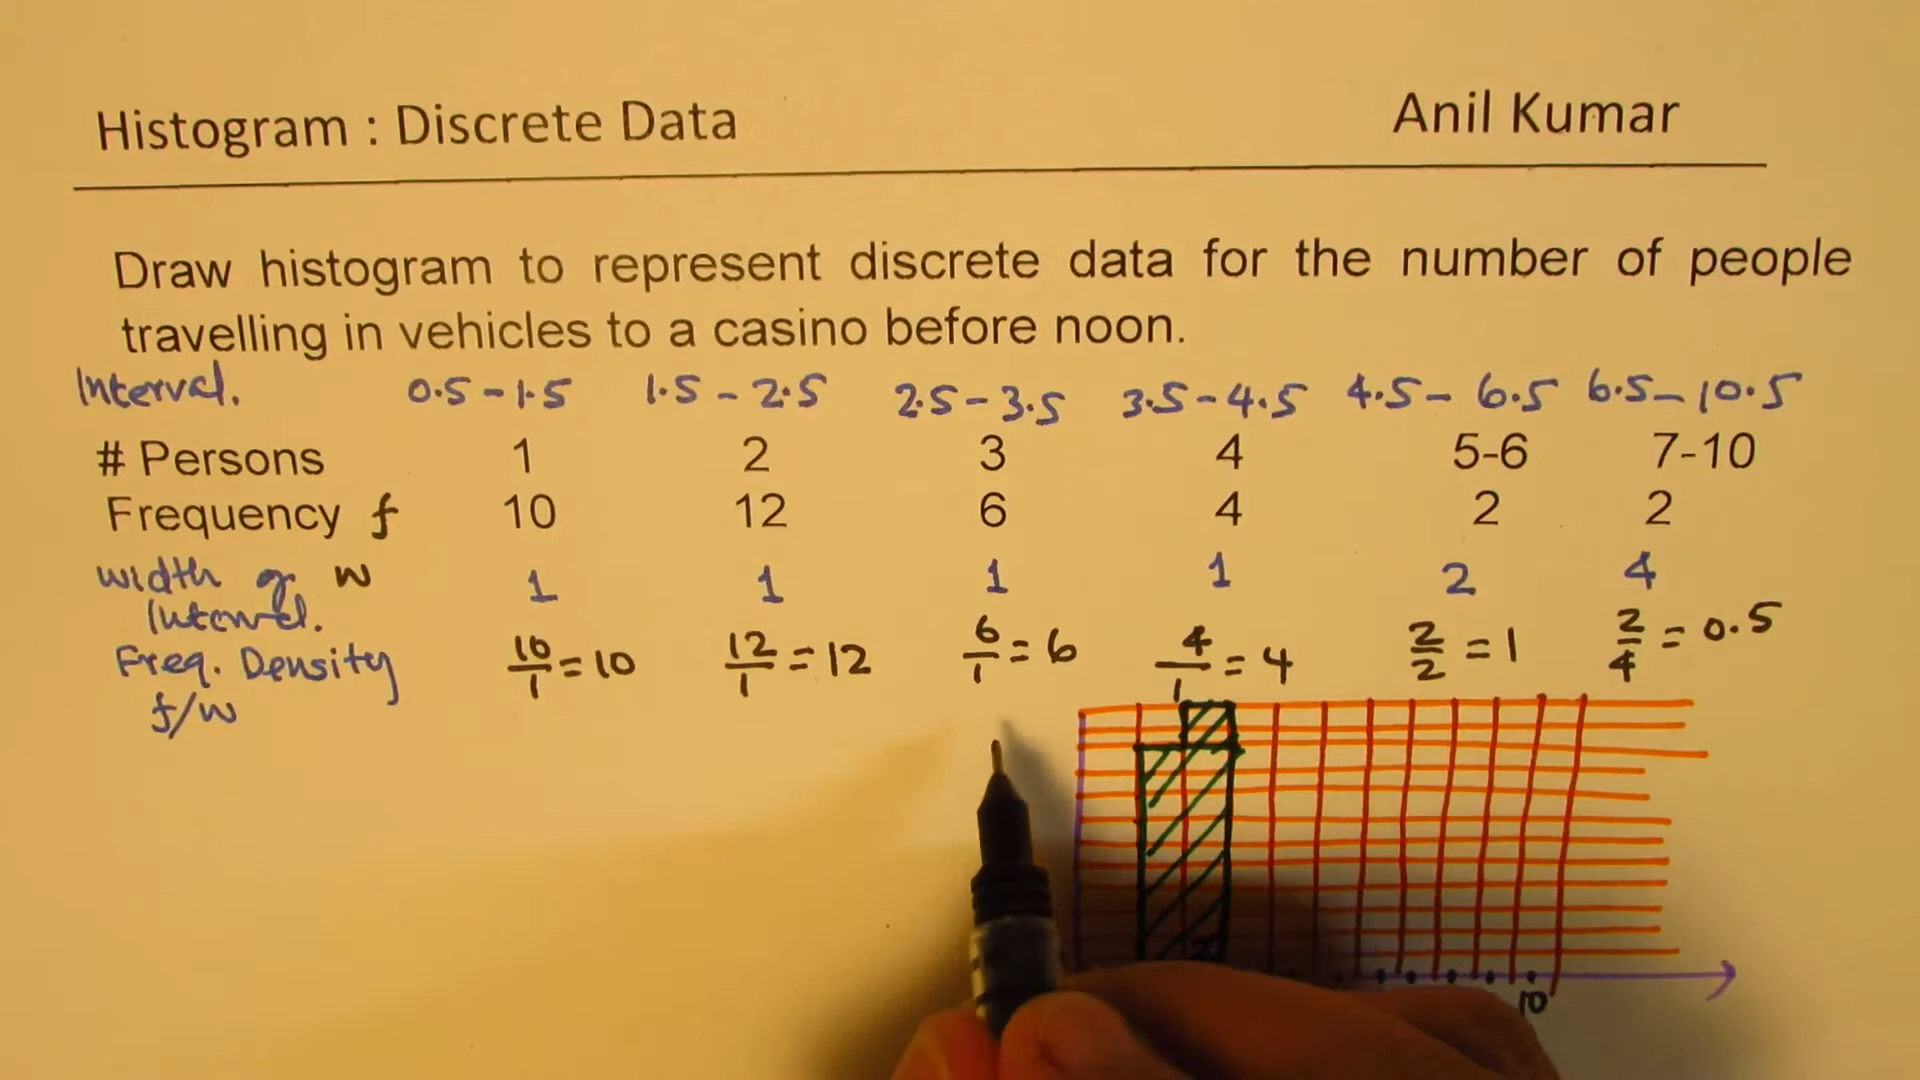 Histogram : Discrete Data Anil Kumar
Draw histogram to represent discrete data for the number of people
travelling in vehicles to a casino before noon.
Interval. 0.5-1.5 1.5-2.5 2.5-3.5 3.5-4.5 4.5-6.5 6.5-10.5
# Persons 1 2 3 4 5-6 7-10
Frequency f 10 12 6 4 2 2
Width of w 1 1 1 1 2 4
Interval.
Freq. Density 10/1=10 12/1=12 6/1=6 4/1=4 2/2=1 2/4=0.5
f/w
10